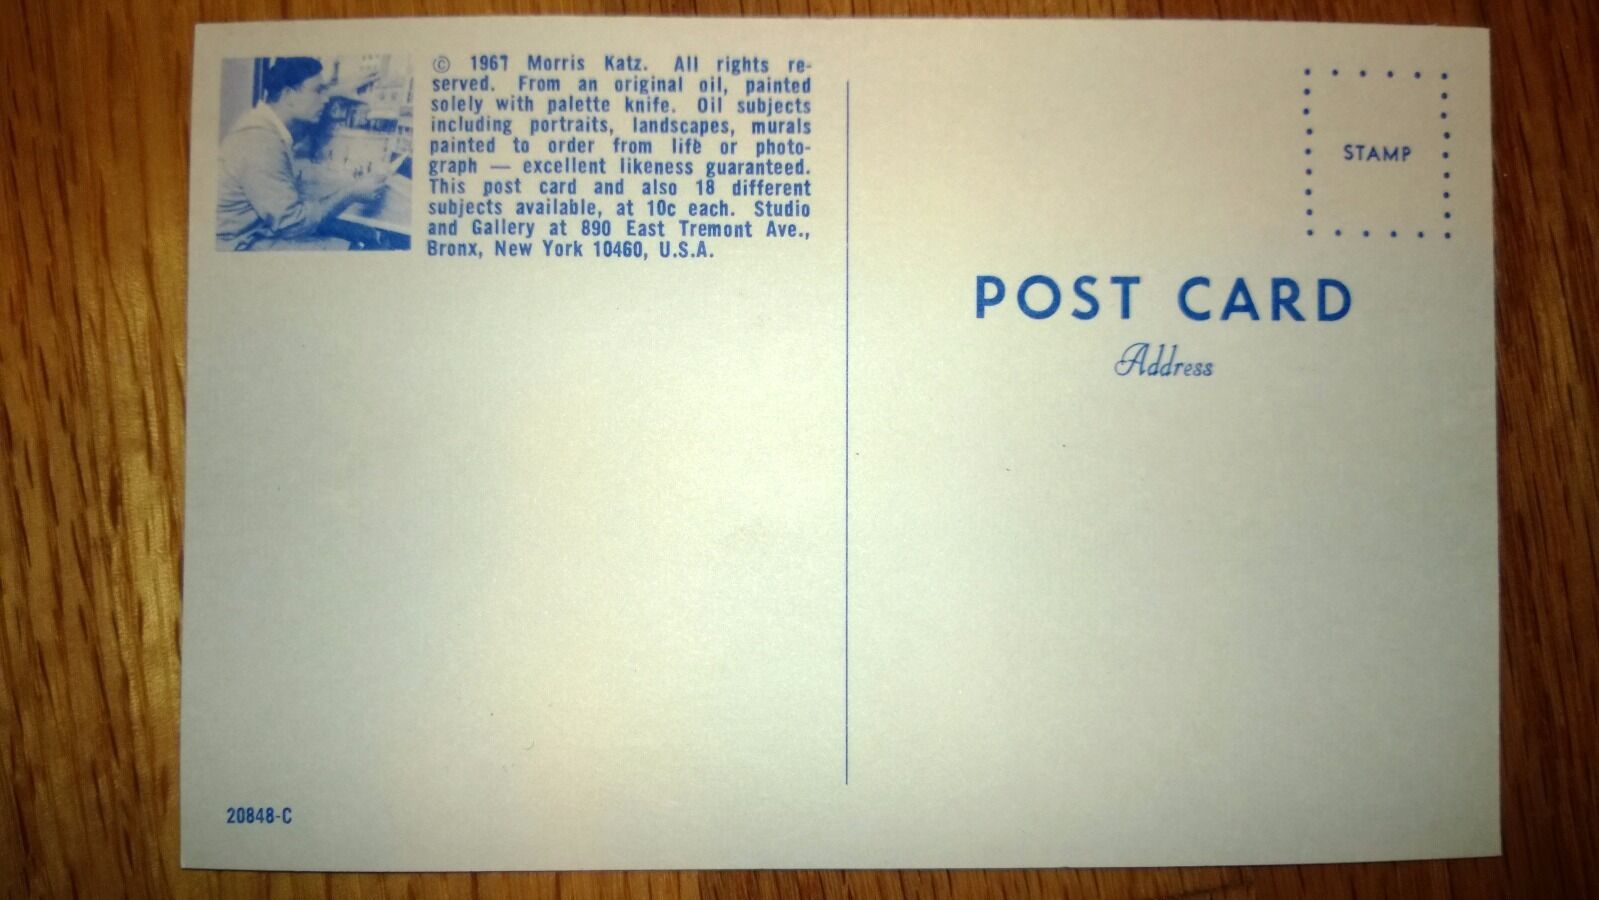 © 1967 Morris Katz. All rights re-
served. From an original oil, painted
solely with palette knife. Oil subjects
including portraits, landscapes, murals
painted to order from life or photo-
graph — excellent likeness guaranteed.
This post card and also 18 different
subjects available, at 10c each. Studio
and Gallery at 890 East Tremont Ave.,
Bronx, New York 10460, U.S.A.
STAMP
POST CARD
Address
20848-C